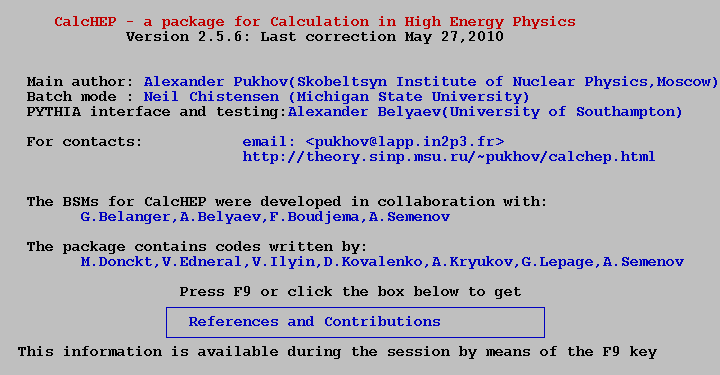 CalcHEP - a package for Calculation in High Energy Physics
Version 2.5.6: Last correction May 27,2010
Main author: Alexander Pukhov(Skobeltsyn Institute of Nuclear Physics,Moscow)
Batch mode : Neil Chistensen (Michigan State University)
PYTHIA interface and testing:Alexander Belyaev(University of Southampton)
For contacts: email: <pukhov@lapp.in2p3.fr>
http://theory.sinp.msu.ru/~pukhov/calchep.html
The BSMs for CalcHEP were developed in collaboration with:
G.Belanger,A.Belyaev,F.Boudjema,A.Semenov
The package contains codes written by:
M.Donckt,V.Edneral,V.Ilyin,D.Kovalenko,A.Kryukov,G.Lepage,A.Semenov
Press F9 or click the box below to get
References and Contributions
This information is available during the session by means of the F9 key